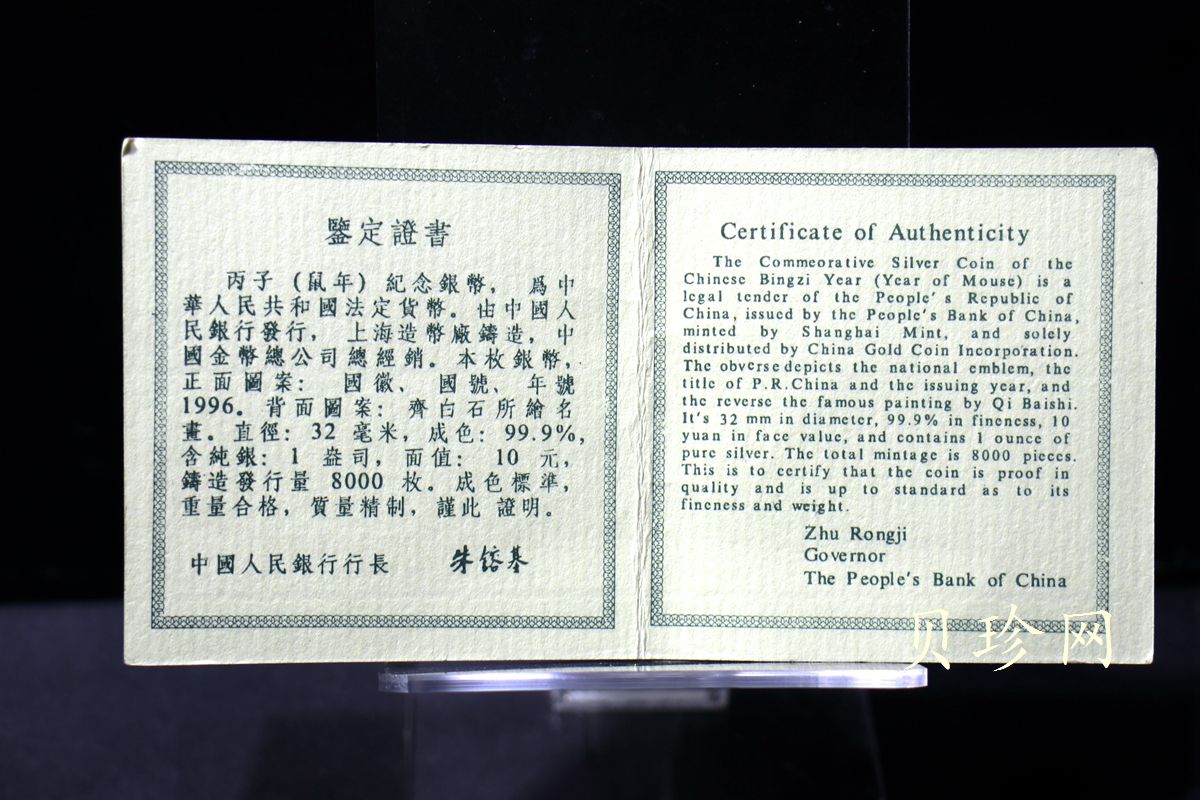 鑒定證書
丙子(鼠年)紀念銀幣, 爲中
華人民共和國法定貨幣。由中國人
民銀行發行, 上海造幣廠鑄造, 中
國金幣總公司總經銷。本枚銀幣,
正面圖案: 國徽、 國號、 年號
1996。背面圖案: 齊白石所繪名
畫。直徑: 32 毫米, 成色: 99.9%,
含純銀: 1 盎司, 面值: 10 元,
鑄造發行量 8000 枚。成色標準,
重量合格, 質量精制, 謹此 證明。
中國人民銀行行長 朱鎔基
Certificate of Authenticity
The Commeorative Silver Coin of the
Chinese Bingzi Year (Year of Mouse) is a
legal tender of the People's Republic of
China, issued by the People's Bank of China,
minted by Shanghai Mint, and solely
distributed by China Gold Coin Incorporation.
The obverse depicts the national emblem, the
title of P.R.China and the issuing year, and
the reverse the famous painting by Qi Baishi.
It's 32 mm in diameter, 99.9% in fineness, 10
yuan in face value, and contains 1 ounce of
pure silver. The total mintage is 8000 pieces.
This is to certify that the coin is proof in
quality and is up to standard as to its
fineness and weight.
Zhu Rongji
Governor
The People's Bank of China
贝珍网